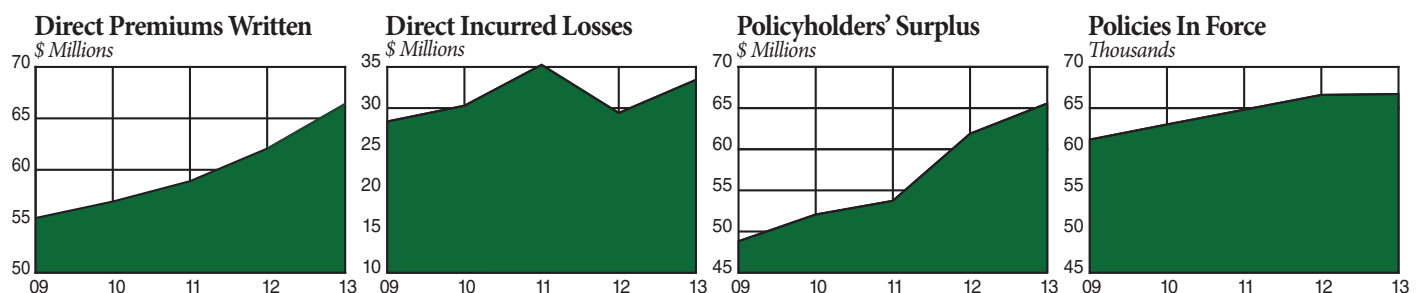 Direct Premiums Written
$ Millions
70
65
60
55
50
09 10 11 12 13
Direct Incurred Losses
$ Millions
35
30
25
20
15
10
09 10 11 12 13
Policyholders’ Surplus
$ Millions
70
65
60
55
50
45
09 10 11 12 13
Policies In Force
Thousands
70
65
60
55
50
45
09 10 11 12 13